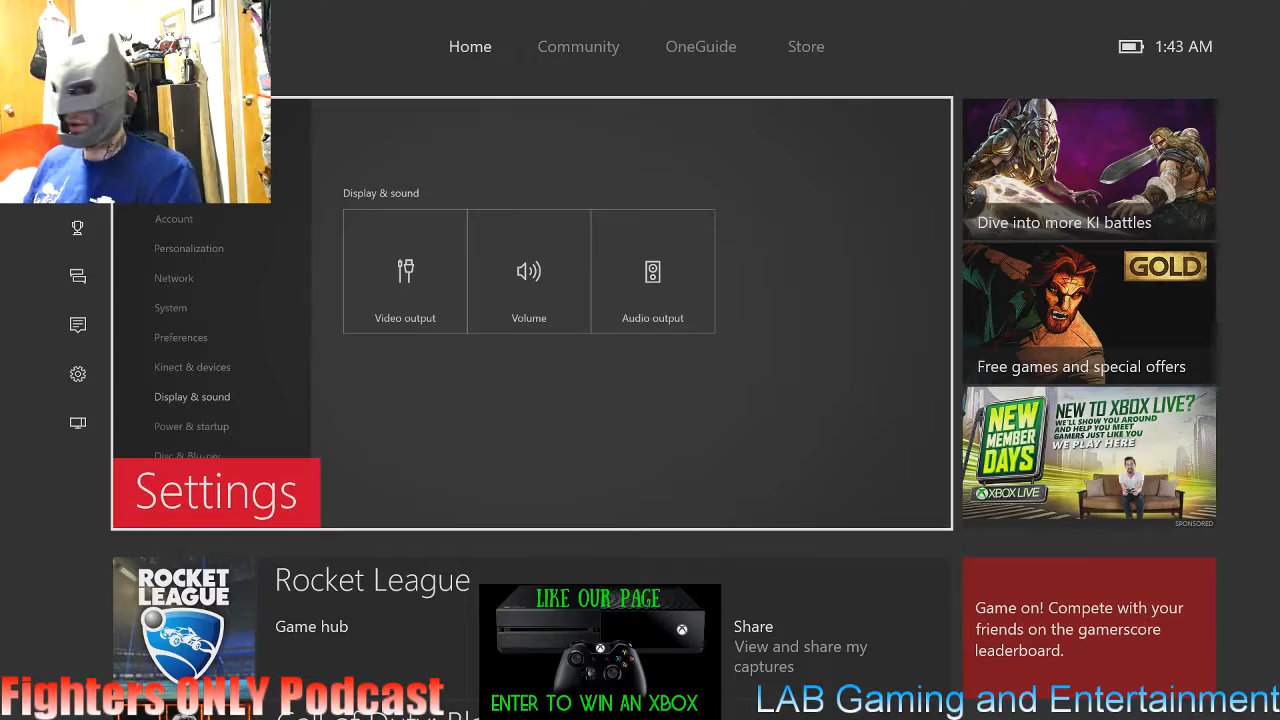 Home
Community
OneGuide
Store
1:43 AM
Display & sound
Video output
Volume
Audio output
Account
Personalization
Network
System
Preferences
Kinect & devices
Display & sound
Power & startup
Disc & Blu-ray
Settings
Dive into more KI battles
GOLD
Free games and special offers
NEW
MEMBER
DAYS
XBOX LIVE
NEW TO XBOX LIVE?
WE'LL SHOW YOU AROUND
AND HELP YOU MEET
GAMERS JUST LIKE YOU
WE PLAY HERE
SPONSORED
ROCKET
LEAGUE
Rocket League
Game hub
LIKE OUR PAGE
ENTER TO WIN AN XBOX
Share
View and share my
captures
Game on! Compete with your
friends on the gamerscore
leaderboard.
Fighters ONLY Podcast
LAB Gaming and Entertainment